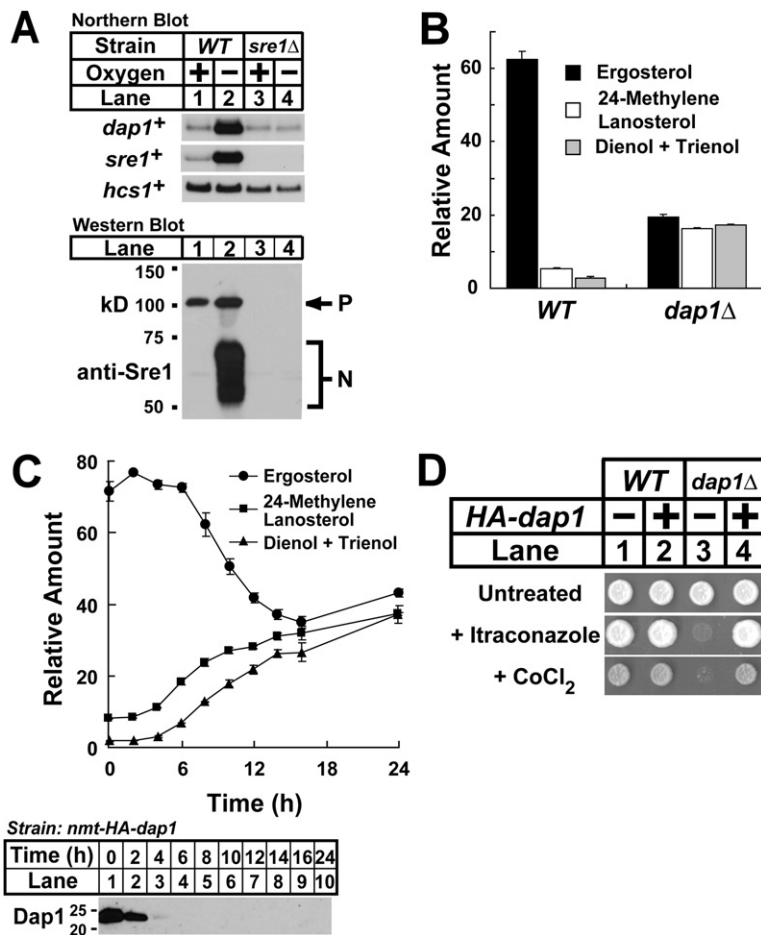 A
Northern Blot
Strain WT sre1Δ
Oxygen + − + −
Lane 1 2 3 4
dap1+
sre1+
hcs1+
Western Blot
Lane 1 2 3 4
150
kD 100 P
75
anti-Sre1 N
50
B
Relative Amount
60
40
20
0
Ergosterol
24-Methylene
Lanosterol
Dienol + Trienol
WT dap1Δ
C
Relative Amount
80
60
40
20
0
Ergosterol
24-Methylene
Lanosterol
Dienol + Trienol
0 6 12 18 24
Time (h)
Strain: nmt-HA-dap1
Time (h) 0 2 4 6 8 10 12 14 16 24
Lane 1 2 3 4 5 6 7 8 9 10
Dap1 25
20
D
WT dap1Δ
HA-dap1 − + − +
Lane 1 2 3 4
Untreated
+ Itraconazole
+ CoCl2